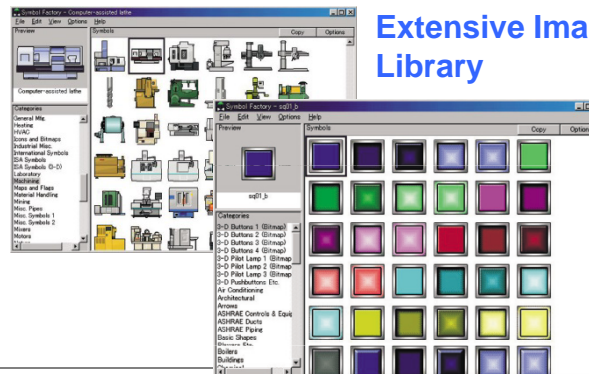 Extensive Ima
Library
Symbol Factory - Computer-assisted lathe
File Edit View Options Help
Preview
Symbols
Copy
Options
Computer-assisted lathe
Categories
General Mfg.
Heating
HVAC
Icons and Bitmaps
Industrial Misc.
International Symbols
ISA Symbols
ISA Symbols (3-D)
Laboratory
Machining
Maps and Flags
Material Handling
Mining
Misc. Pipes
Misc. Symbols 1
Misc. Symbols 2
Mixers
Motors
Symbol Factory - sq01_b
File Edit View Options Help
Preview
Symbols
Copy
Option
sq01_b
Categories
3-D Buttons 1 (Bitmap)
3-D Buttons 2 (Bitmap)
3-D Buttons 3 (Bitmap)
3-D Buttons 4 (Bitmap)
3-D Pilot Lamp 1 (Bitmap
3-D Pilot Lamp 2 (Bitmap
3-D Pilot Lamp 3 (Bitmap
3-D Pushbuttons Etc.
Air Conditioning
Architectural
Arrows
ASHRAE Controls & Equip
ASHRAE Ducts
ASHRAE Piping
Basic Shapes
Blowers Etc.
Boilers
Buildings
Chemical